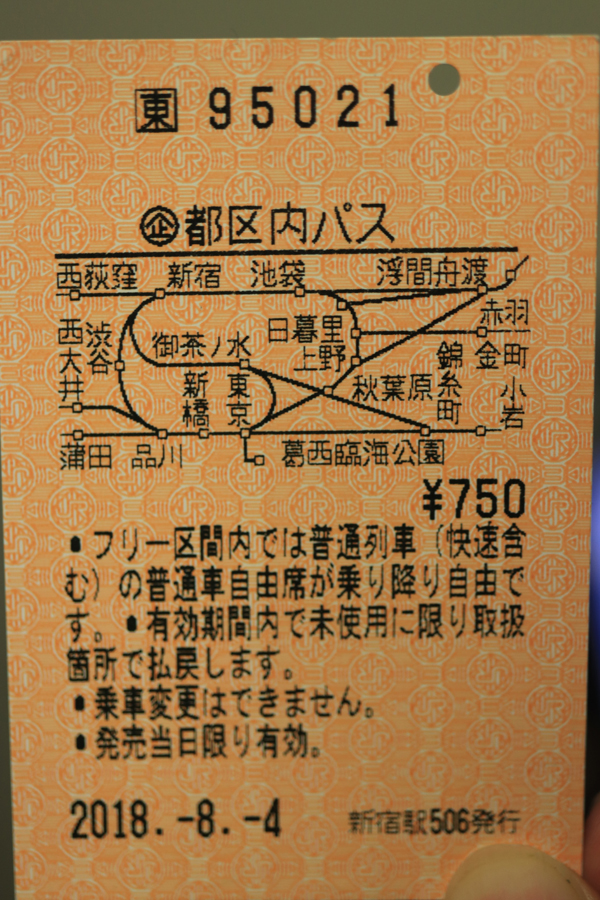 東 95021
企 都区内パス
西荻窪 新宿 池袋 浮間舟渡
赤羽
西大井 渋谷 御茶ノ水 日暮里
上野 錦糸町 金町
新橋 東京 秋葉原 小岩
蒲田 品川 葛西臨海公園
¥750
•フリー区間内では普通列車(快速含
む)の普通車自由席が乗り降り自由で
す。•有効期間内で未使用に限り取扱
箇所で払戻します。
•乗車変更はできません。
•発売当日限り有効。
2018.-8.-4 新宿駅506発行